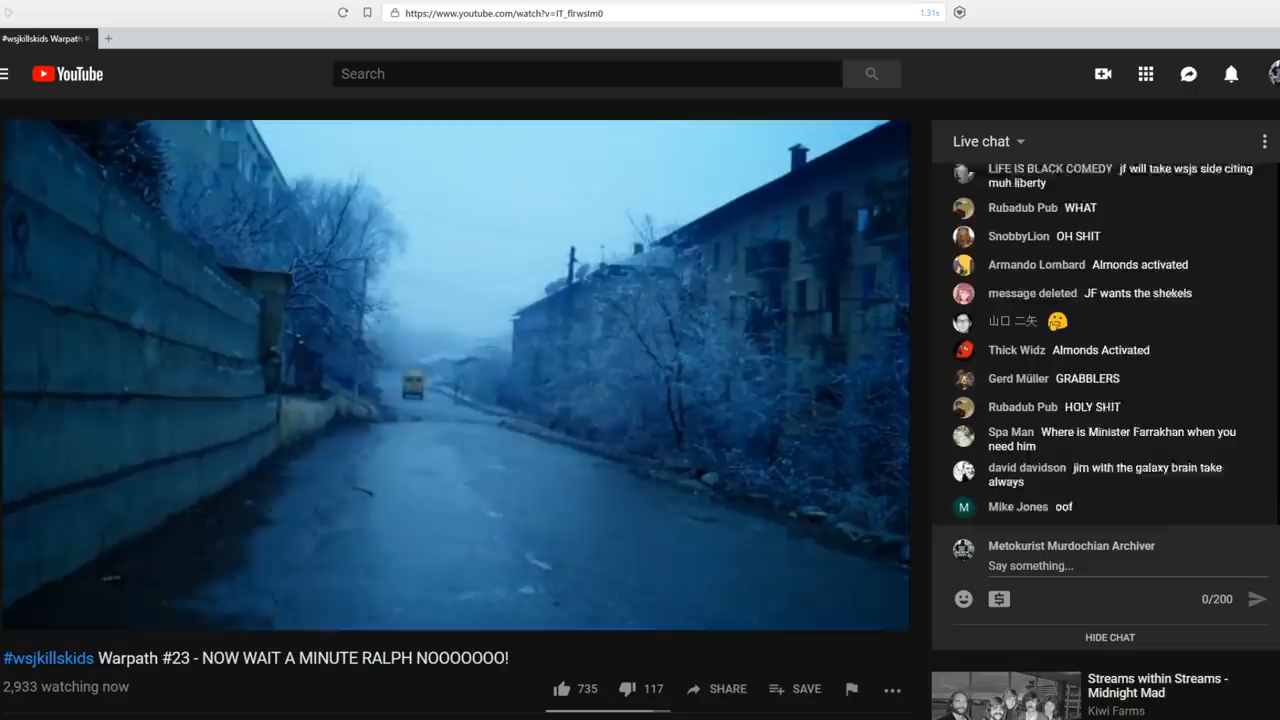 https://www.youtube.com/watch?v=IT_flrwsIm0
1.31s
#wsjkillskids Warpath
YouTube
Search
Live chat
LIFE IS BLACK COMEDY jf will take wsjs side citing
muh liberty
Rubadub Pub WHAT
SnobbyLion OH SHIT
Armando Lombard Almonds activated
message deleted JF wants the shekels
山口 二矢
Thick Widz Almonds Activated
Gerd Müller GRABBLERS
Rubadub Pub HOLY SHIT
Spa Man Where is Minister Farrakhan when you
need him
david davidson jim with the galaxy brain take
always
M Mike Jones oof
Metokurist Murdochian Archiver
Say something...
0/200
HIDE CHAT
#wsjkillskids Warpath #23 - NOW WAIT A MINUTE RALPH NOOOOOOO!
2,933 watching now
735 117 SHARE SAVE
Streams within Streams -
Midnight Mad
Kiwi Farms